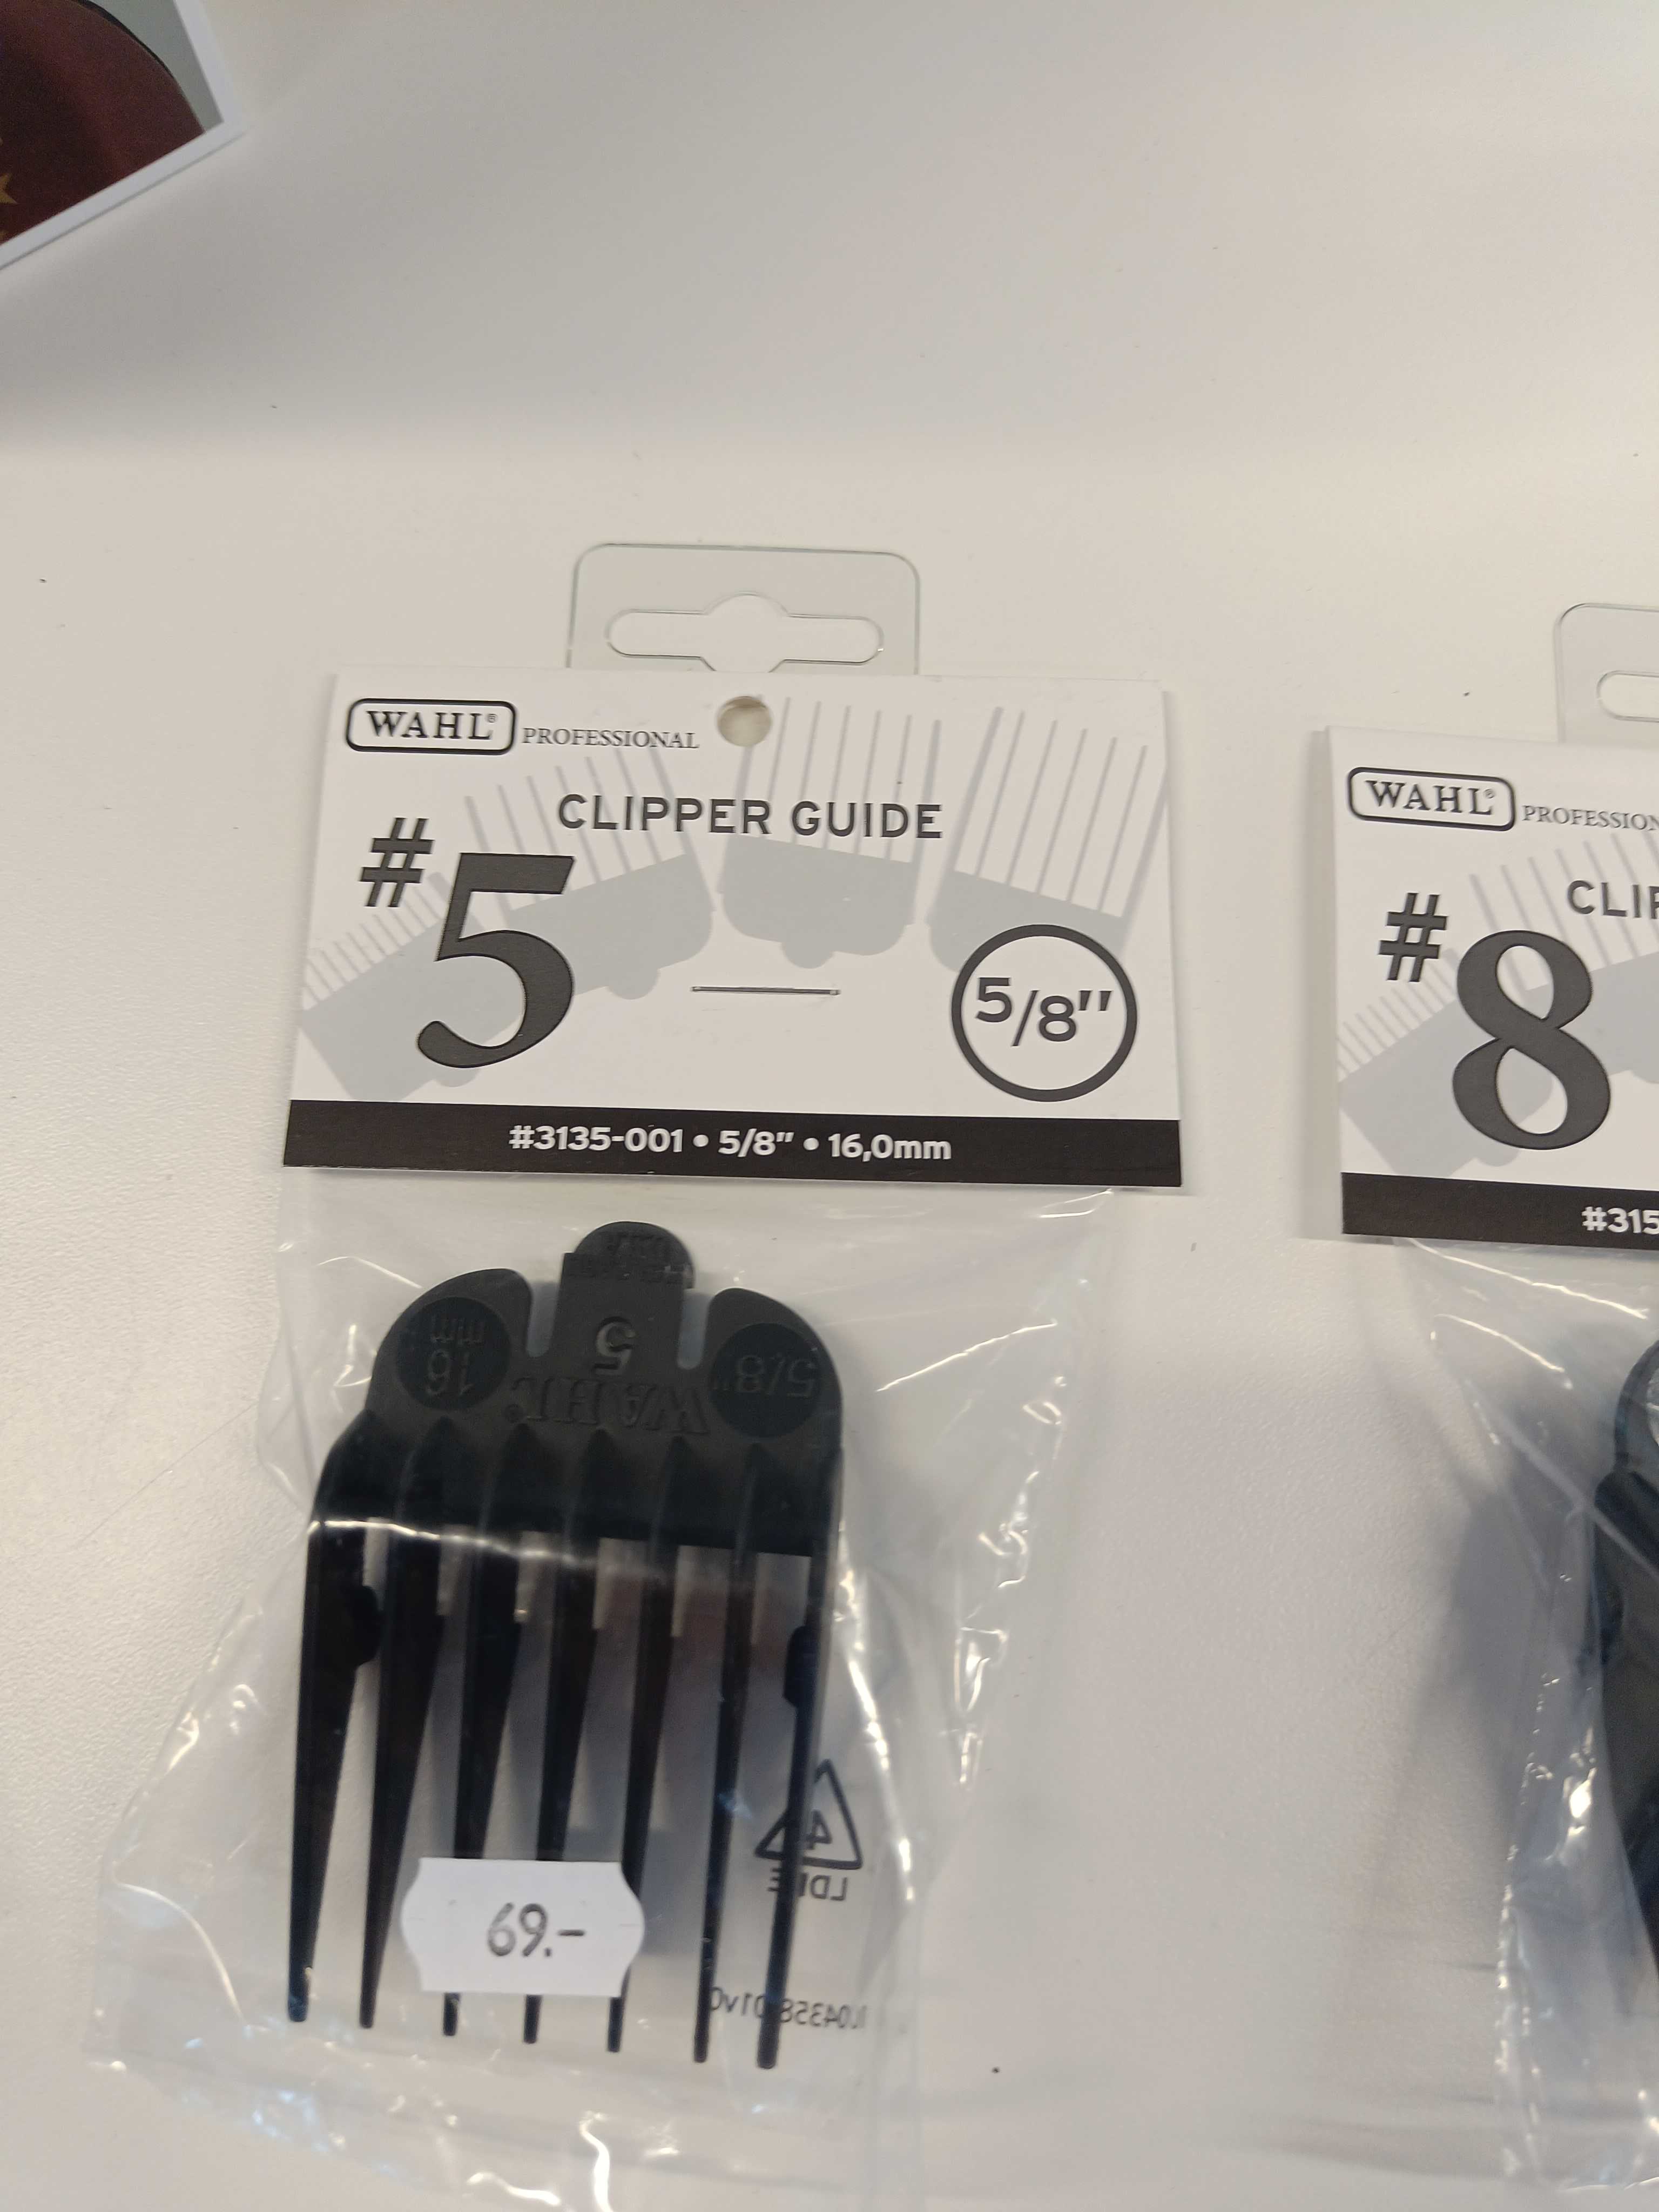 WAHL® PROFESSIONAL
CLIPPER GUIDE
#5
5/8"
#3135-001 • 5/8" • 16,0mm
USA
16 mm
5
5/8"
WAHL®
4
69.-
WAHL® PROFESSION
CLIP
#8
#315